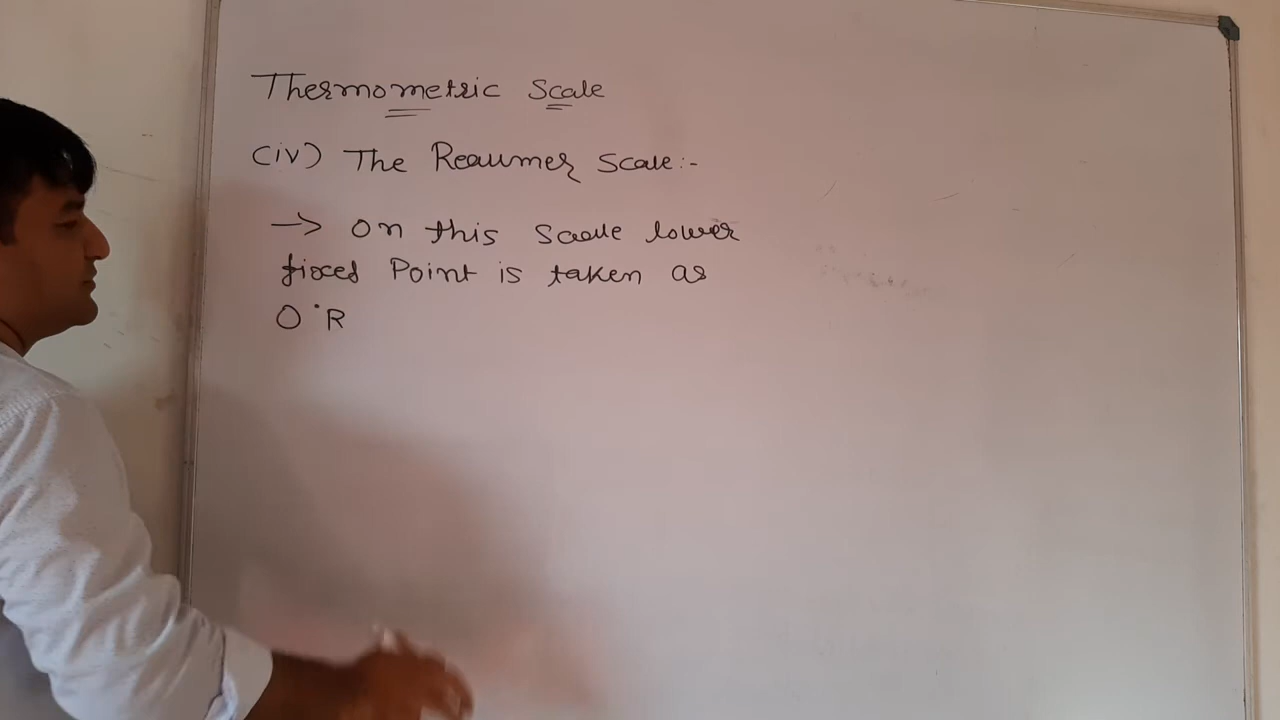 Thermometric Scale
(iv) The Reaumer Scale:-
→ On this Scale lower
fixed Point is taken as
0°R